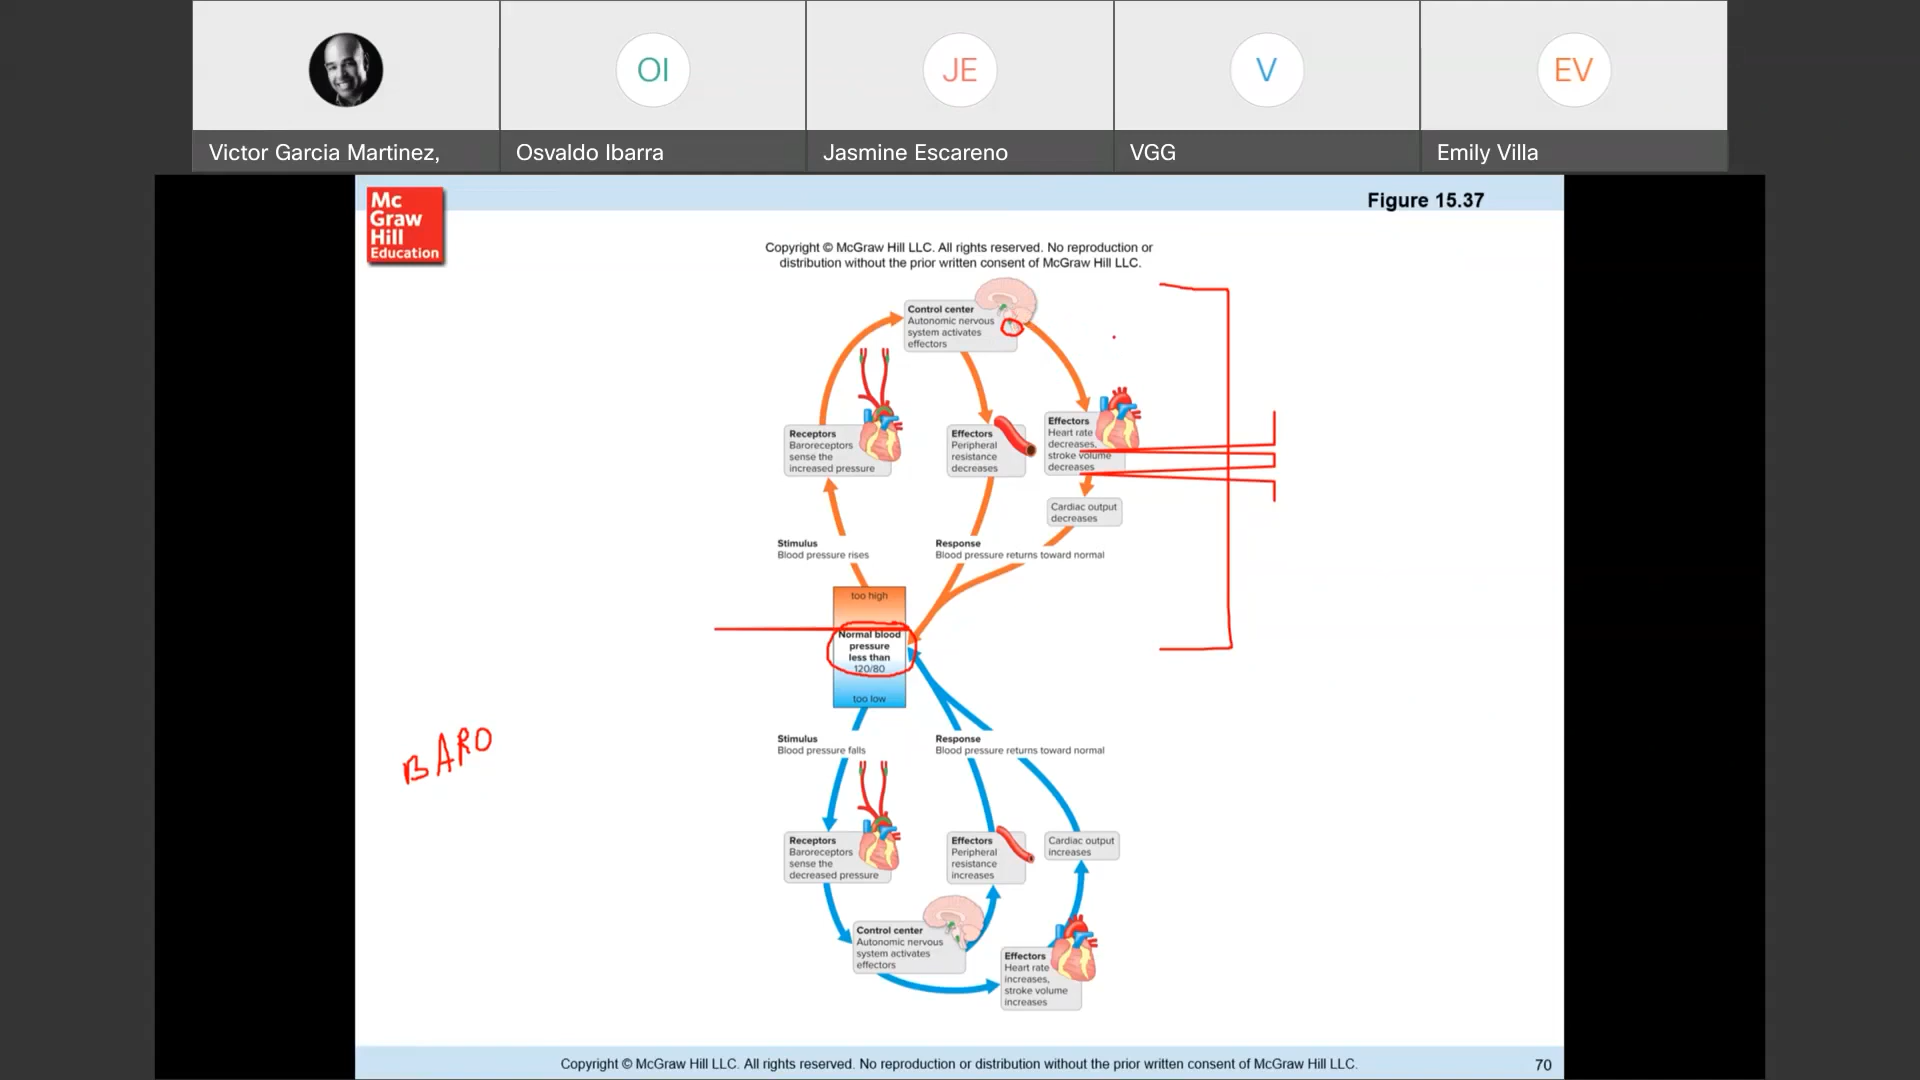 OI
JE
V
EV
Victor Garcia Martinez,
Osvaldo Ibarra
Jasmine Escareno
VGG
Emily Villa
Mc
Graw
Hill
Education
Figure 15.37
Copyright © McGraw Hill LLC. All rights reserved. No reproduction or
distribution without the prior written consent of McGraw Hill LLC.
Control center
Autonomic nervous
system activates
effectors
Receptors
Baroreceptors
sense the
increased pressure
Effectors
Peripheral
resistance
decreases
Effectors
Heart rate
decreases,
stroke volume
decreases
Cardiac output
decreases
Stimulus
Blood pressure rises
Response
Blood pressure returns toward normal
too high
Normal blood
pressure
less than
120/80
too low
BARO
Stimulus
Blood pressure falls
Response
Blood pressure returns toward normal
Receptors
Baroreceptors
sense the
decreased pressure
Effectors
Peripheral
resistance
increases
Cardiac output
increases
Control center
Autonomic nervous
system activates
effectors
Effectors
Heart rate
increases,
stroke volume
increases
Copyright © McGraw Hill LLC. All rights reserved. No reproduction or distribution without the prior written consent of McGraw Hill LLC.
70